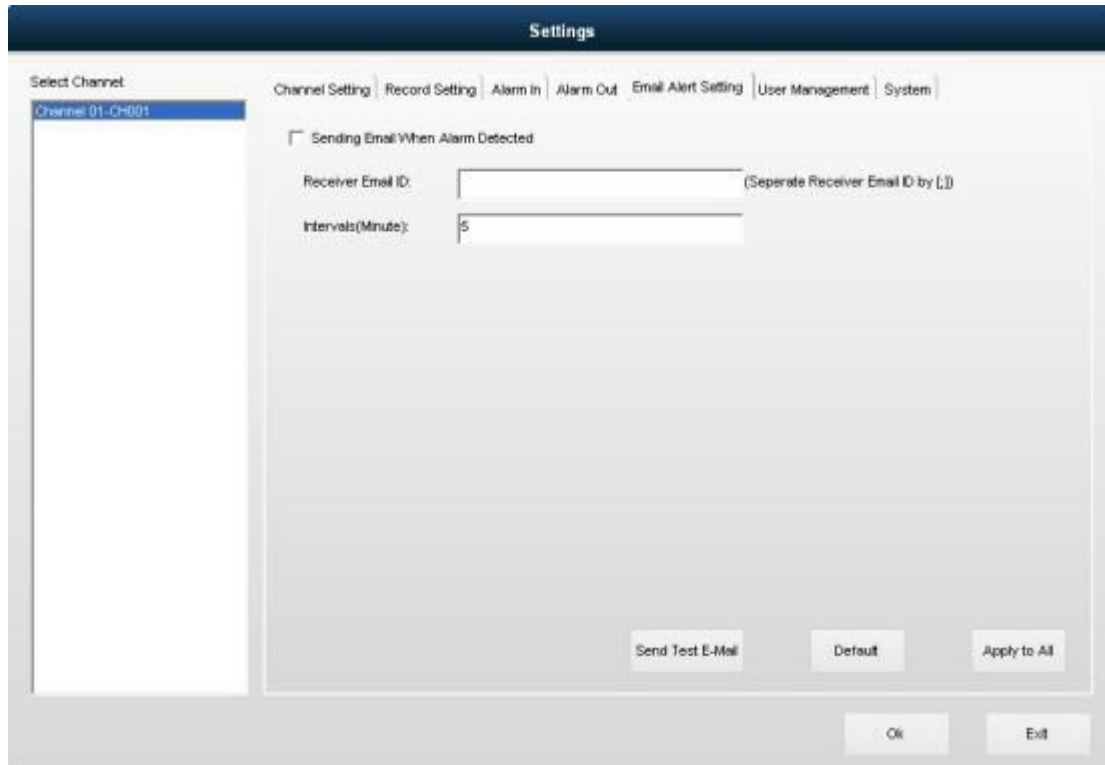 Settings
Select Channel
Channel 01-CH001
Channel Setting Record Setting Alarm In Alarm Out Email Alert Setting User Management System
Sending Email When Alarm Detected
Receiver Email ID: (Seperate Receiver Email ID by [;])
Intervals(Minute): 5
Send Test E-Mail Default Apply to All
Ok Exit